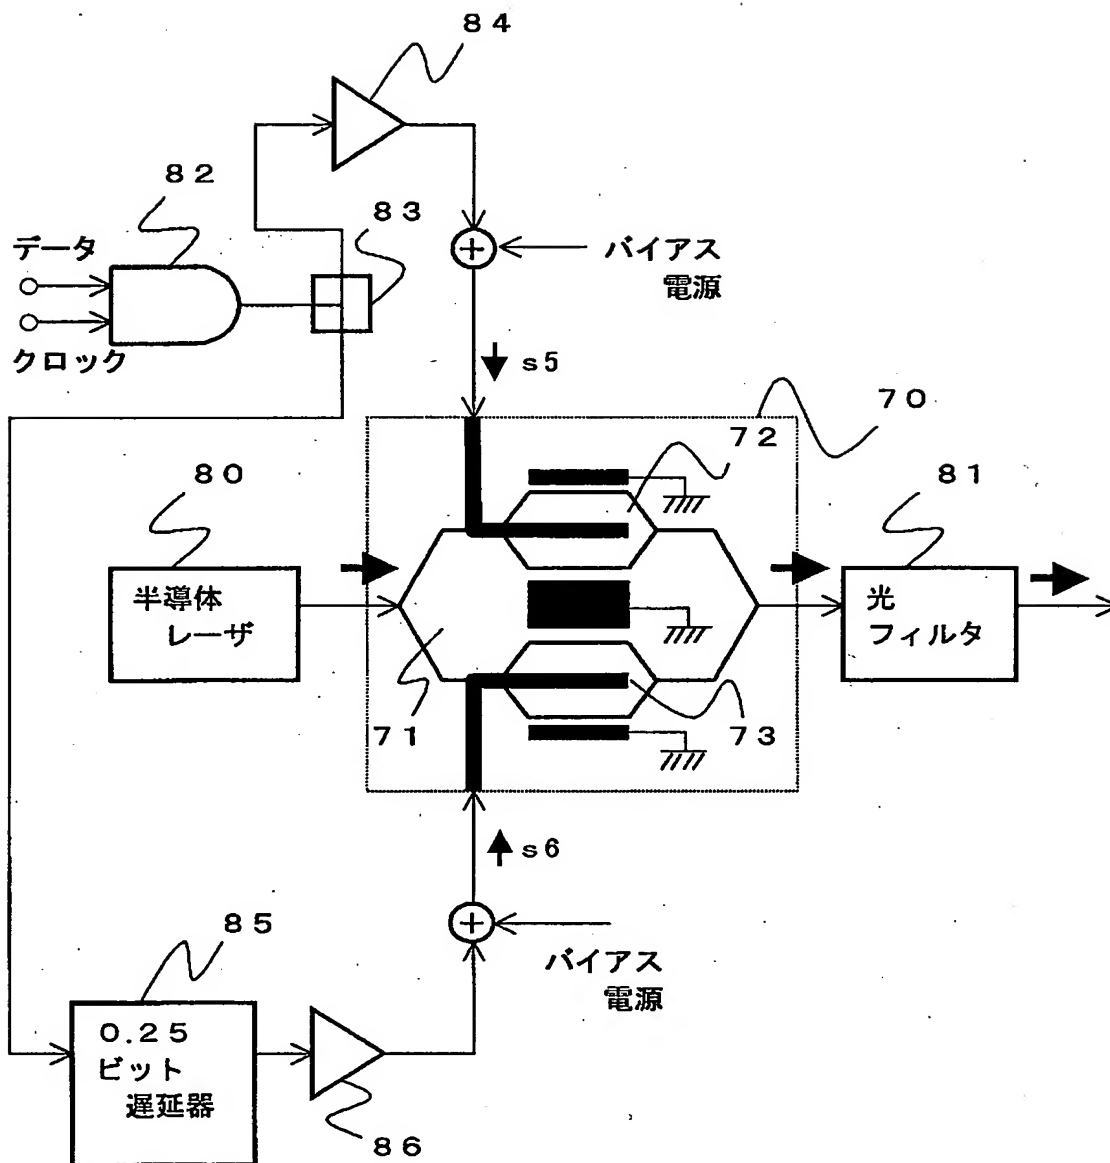 84
82
83
データ
クロック
バイアス
電源
s5
70
72
80
81
半導体
レーザ
光
フィルタ
71
73
s6
85
バイアス
電源
0.25
ビット
遅延器
86